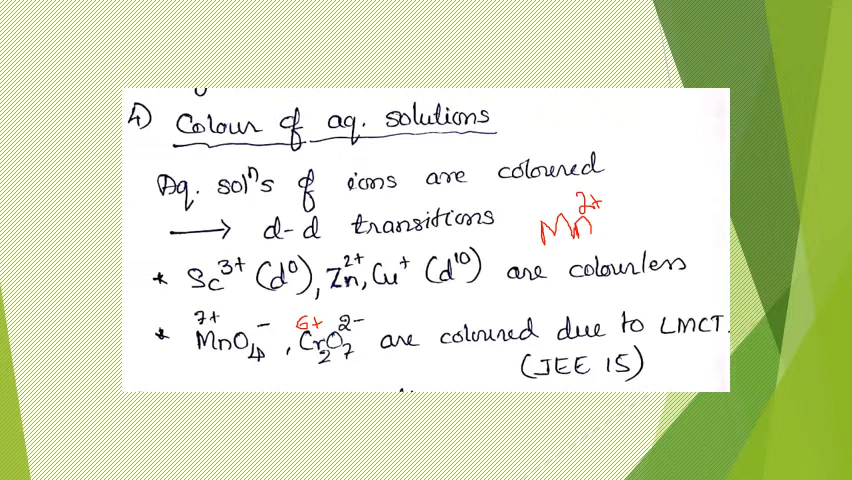 4) Colour of aq. solutions
Aq. solⁿs of ions are coloured
⟶ d-d transitions Mn²⁺
* Sc³⁺ (d⁰), Zn²⁺, Cu⁺ (d¹⁰) are colourless
* MnO₄⁻ 7+, Cr₂O₇²⁻ 6+ are coloured due to LMCT.
(JEE 15)